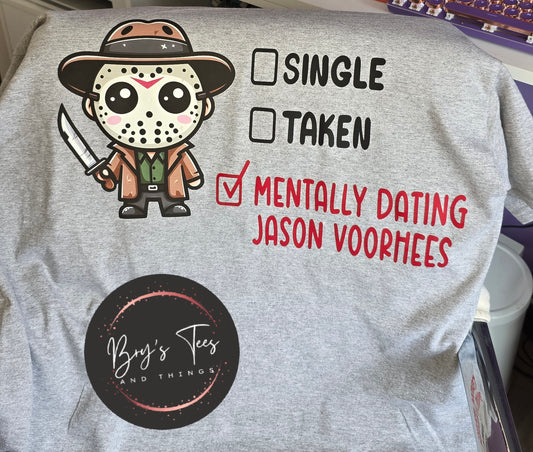 SINGLE
TAKEN
MENTALLY DATING
JASON VOORHEES
Bry's Tees
AND THINGS